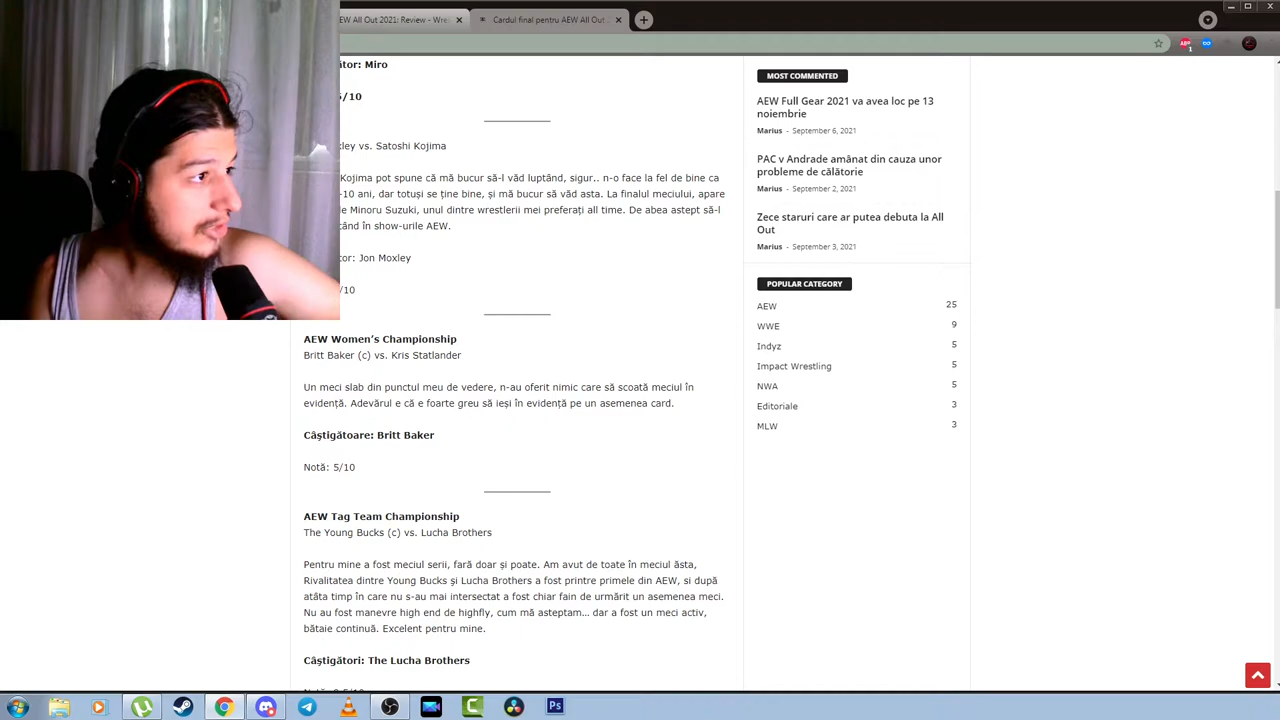 EW All Out 2021: Review - Wre
Cardul final pentru AEW All Out
1
ător: Miro
5/10
xley vs. Satoshi Kojima
Kojima pot spune că mă bucur să-l văd luptând, sigur.. n-o face la fel de bine ca
-10 ani, dar totuși se ține bine, și mă bucur să văd asta. La finalul meciului, apare
le Minoru Suzuki, unul dintre wrestlerii mei preferați all time. De abea astept să-l
tând în show-urile AEW.
tor: Jon Moxley
/10
AEW Women's Championship
Britt Baker (c) vs. Kris Statlander
Un meci slab din punctul meu de vedere, n-au oferit nimic care să scoată meciul în
evidență. Adevărul e că e foarte greu să ieși în evidență pe un asemenea card.
Câștigătoare: Britt Baker
Notă: 5/10
AEW Tag Team Championship
The Young Bucks (c) vs. Lucha Brothers
Pentru mine a fost meciul serii, fară doar și poate. Am avut de toate în meciul ăsta,
Rivalitatea dintre Young Bucks și Lucha Brothers a fost printre primele din AEW, si după
atâta timp în care nu s-au mai intersectat a fost chiar fain de urmărit un asemenea meci.
Nu au fost manevre high end de highfly, cum mă asteptam... dar a fost un meci activ,
bătaie continuă. Excelent pentru mine.
Câștigători: The Lucha Brothers
MOST COMMENTED
AEW Full Gear 2021 va avea loc pe 13
noiembrie
Marius - September 6, 2021
PAC v Andrade amânat din cauza unor
probleme de călătorie
Marius - September 2, 2021
Zece staruri care ar putea debuta la All
Out
Marius - September 3, 2021
POPULAR CATEGORY
AEW 25
WWE 9
Indyz 5
Impact Wrestling 5
NWA 5
Editoriale 3
MLW 3
Ps